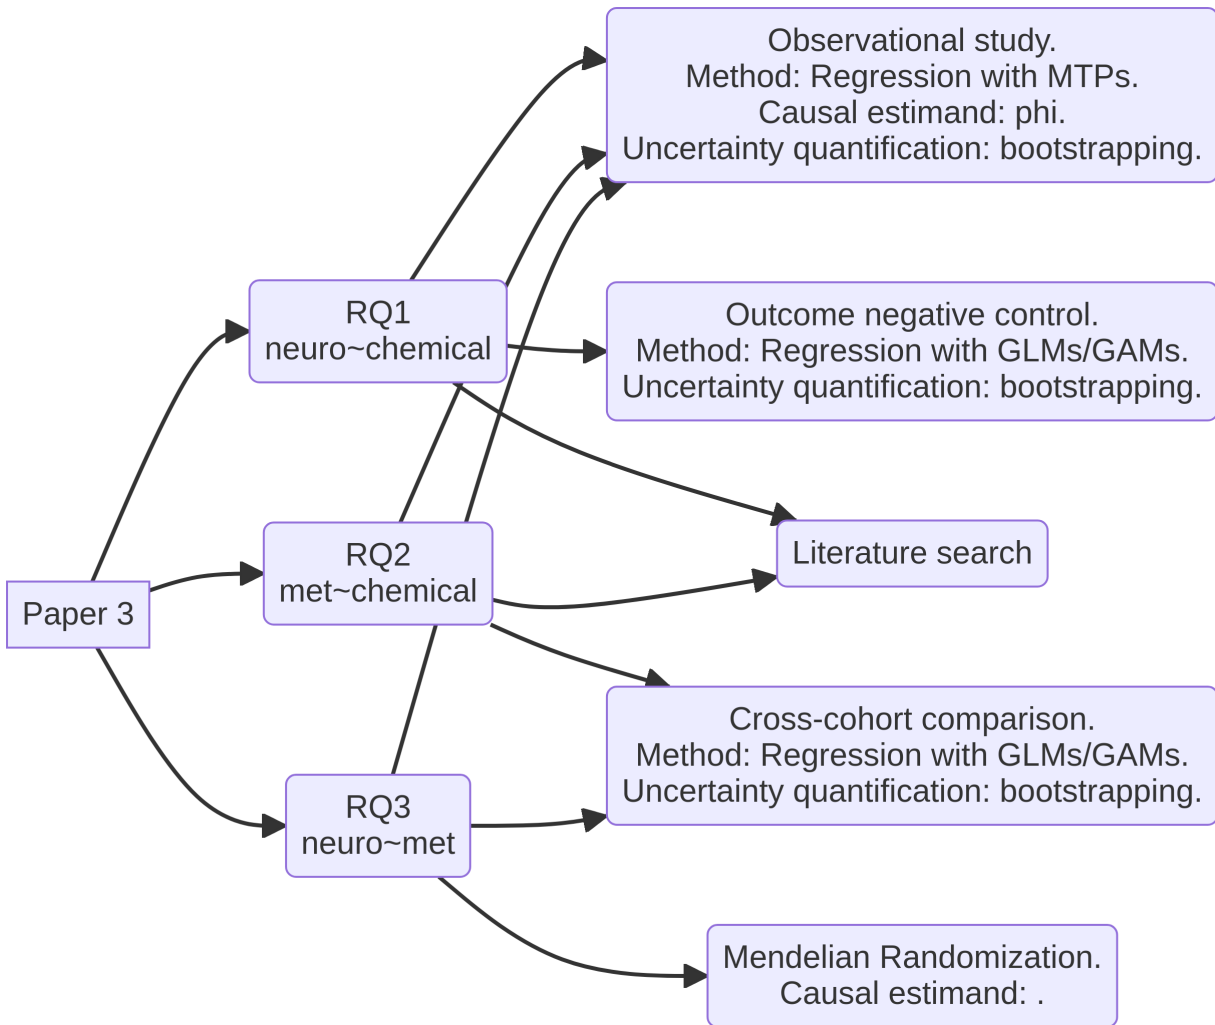 Observational study.
Method: Regression with MTPs.
Causal estimand: phi.
Uncertainty quantification: bootstrapping.
RQ1
neuro~chemical
Outcome negative control.
Method: Regression with GLMs/GAMs.
Uncertainty quantification: bootstrapping.
RQ2
met~chemical
Literature search
Paper 3
Cross-cohort comparison.
Method: Regression with GLMs/GAMs.
Uncertainty quantification: bootstrapping.
RQ3
neuro~met
Mendelian Randomization.
Causal estimand: .